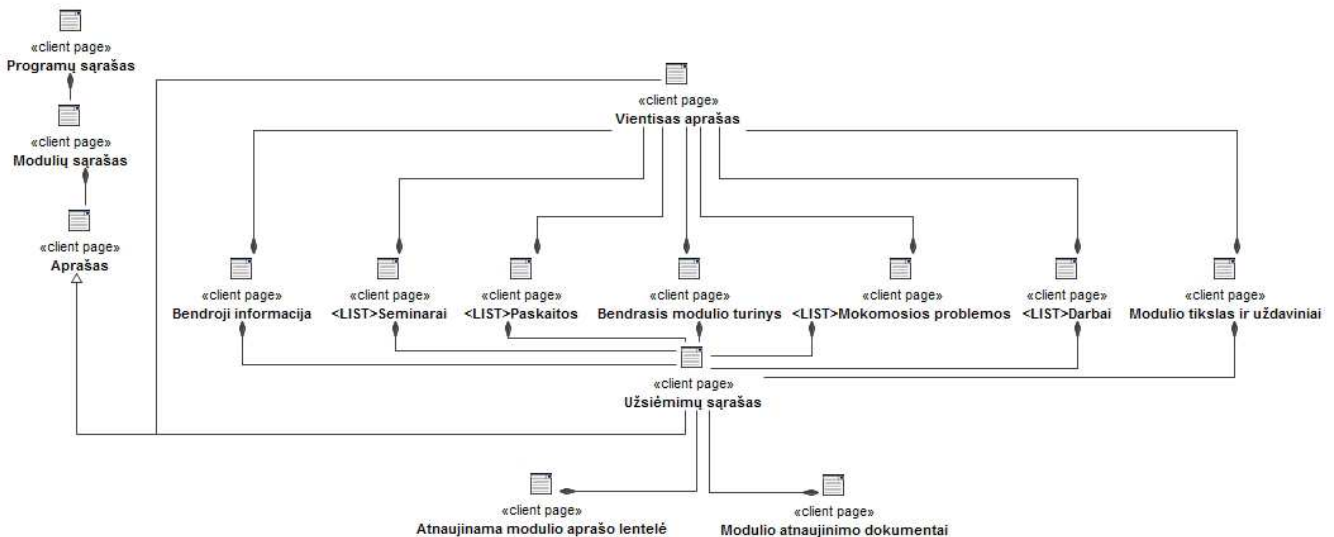 «client page»
Programų sąrašas
«client page»
Modulių sąrašas
«client page»
Aprašas
«client page»
Vientisas aprašas
«client page»
Bendroji informacija
«client page»
<LIST>Seminarai
«client page»
<LIST>Paskaitos
«client page»
Bendrasis modulio turinys
«client page»
<LIST>Mokomosios problemos
«client page»
<LIST>Darbai
«client page»
Modulio tikslas ir uždaviniai
«client page»
Užsiėmimų sąrašas
«client page»
Atnaujinama modulio aprašo lentelė
«client page»
Modulio atnaujinimo dokumentai